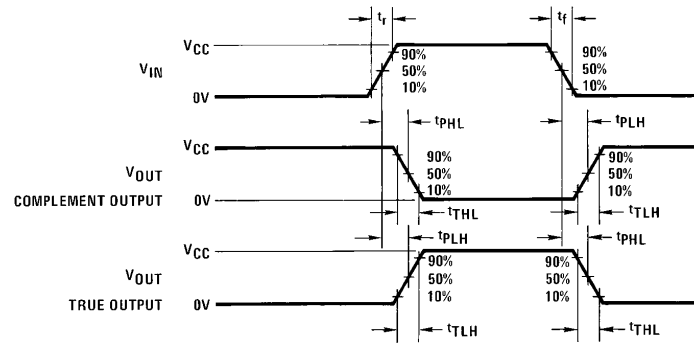 tr
tf
VCC
90%
90%
VIN
50%
50%
10%
10%
0V
tPHL
tPLH
VCC
90%
90%
VOUT
50%
50%
COMPLEMENT OUTPUT
0V
10%
10%
tTHL
tTLH
tPLH
tPHL
VCC
90%
90%
VOUT
50%
50%
TRUE OUTPUT
0V
10%
10%
tTLH
tTHL